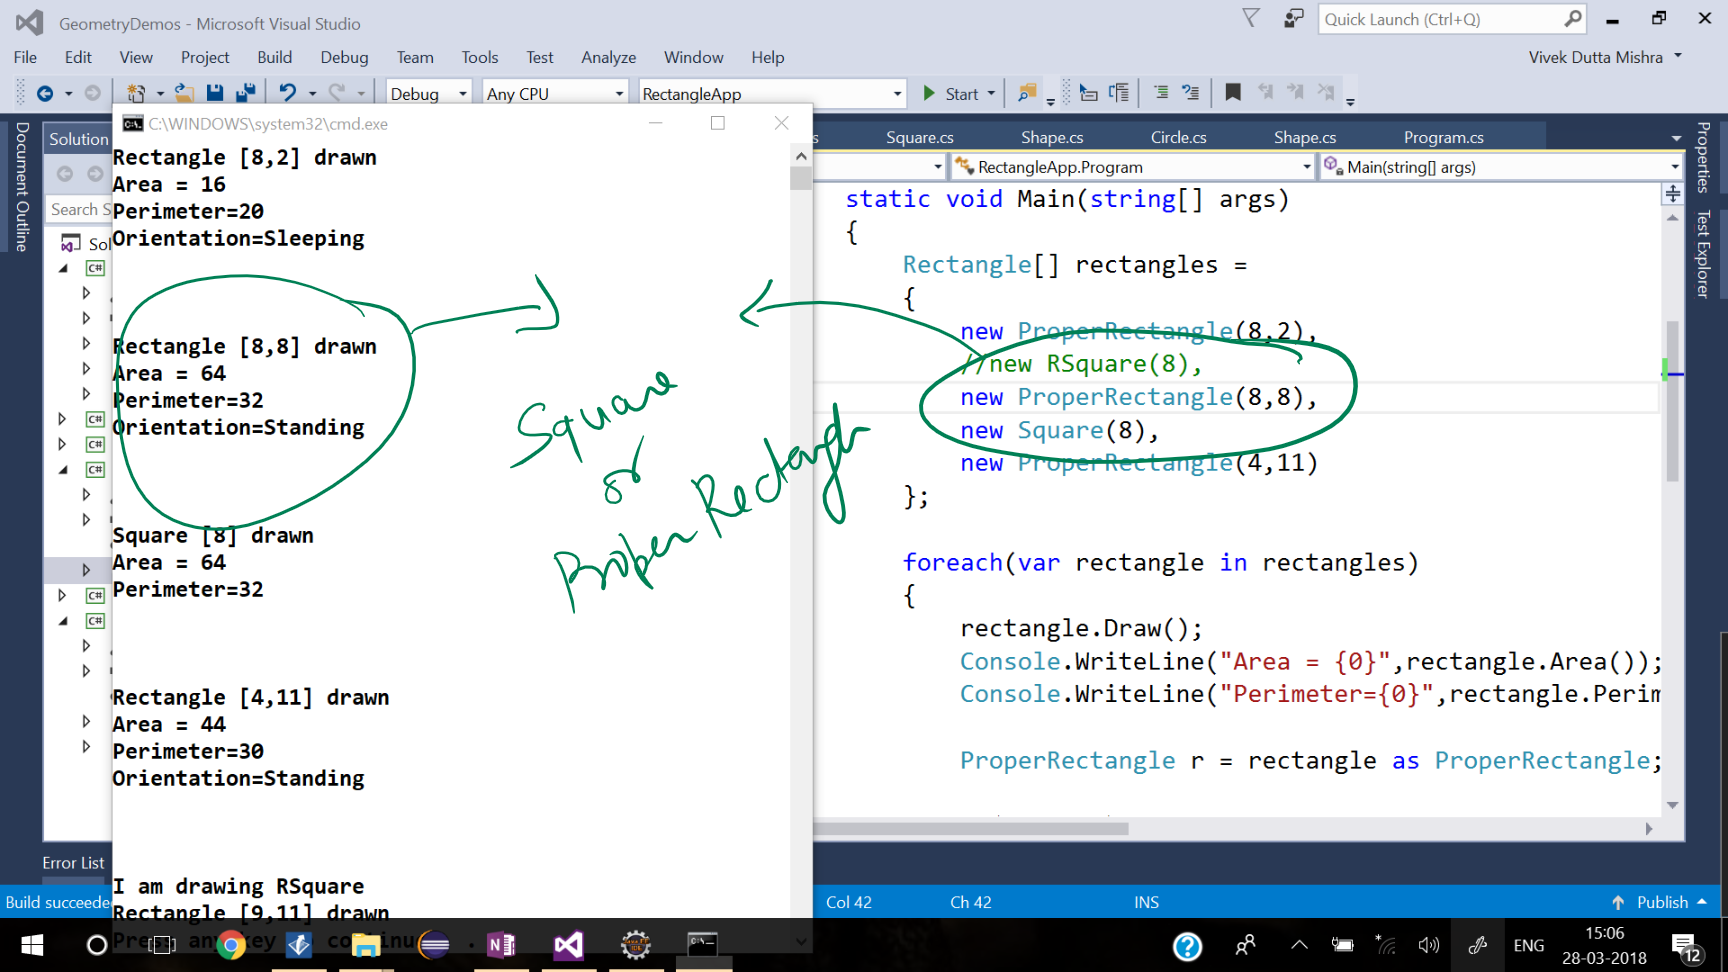 GeometryDemos - Microsoft Visual Studio
Quick Launch (Ctrl+Q)
File Edit View Project Build Debug Team Tools Test Analyze Window Help
Vivek Dutta Mishra
Debug Any CPU RectangleApp Start
C:\WINDOWS\system32\cmd.exe
Document Outline
Solution
Search S
Sol
Rectangle [8,2] drawn
Area = 16
Perimeter=20
Orientation=Sleeping
Rectangle [8,8] drawn
Area = 64
Perimeter=32
Orientation=Standing
Square [8] drawn
Area = 64
Perimeter=32
Rectangle [4,11] drawn
Area = 44
Perimeter=30
Orientation=Standing
I am drawing RSquare
Rectangle [9,11] drawn
Press any key to continu
Square
or
Proper Rectangle
s Square.cs Shape.cs Circle.cs Shape.cs Program.cs
RectangleApp.Program Main(string[] args)
static void Main(string[] args)
{
Rectangle[] rectangles =
{
new ProperRectangle(8,2),
//new RSquare(8),
new ProperRectangle(8,8),
new Square(8),
new ProperRectangle(4,11)
};
foreach(var rectangle in rectangles)
{
rectangle.Draw();
Console.WriteLine("Area = {0}",rectangle.Area());
Console.WriteLine("Perimeter={0}",rectangle.Perim
ProperRectangle r = rectangle as ProperRectangle;
Properties
Test Explorer
Error List
Build succeede
Col 42 Ch 42 INS Publish
ENG
15:06
28-03-2018
12